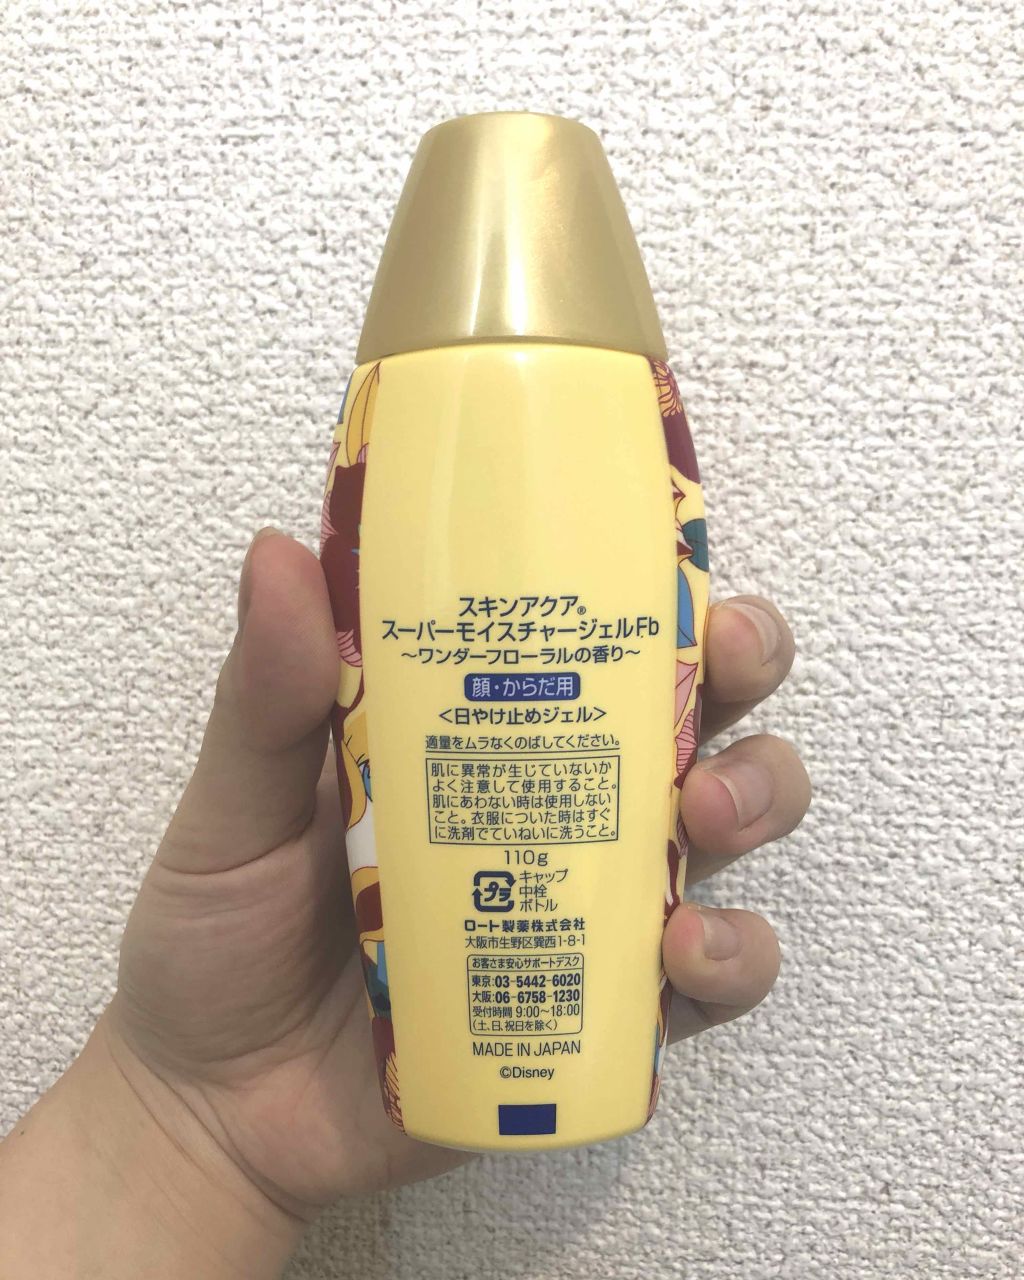 スキンアクア®
スーパーモイスチャージェルFb
～ワンダーフローラルの香り～
顔・からだ用
＜日やけ止めジェル＞
適量をムラなくのばしてください。
肌に異常が生じていないか
よく注意して使用すること。
肌にあわない時は使用しない
こと。衣服についた時はすぐ
に洗剤でていねいに洗うこと。
110g
プラ
キャップ
中栓
ボトル
ロート製薬株式会社
大阪市生野区巽西1-8-1
お客さま安心サポートデスク
東京:03-5442-6020
大阪:06-6758-1230
受付時間 9:00～18:00
(土、日、祝日を除く)
MADE IN JAPAN
©Disney